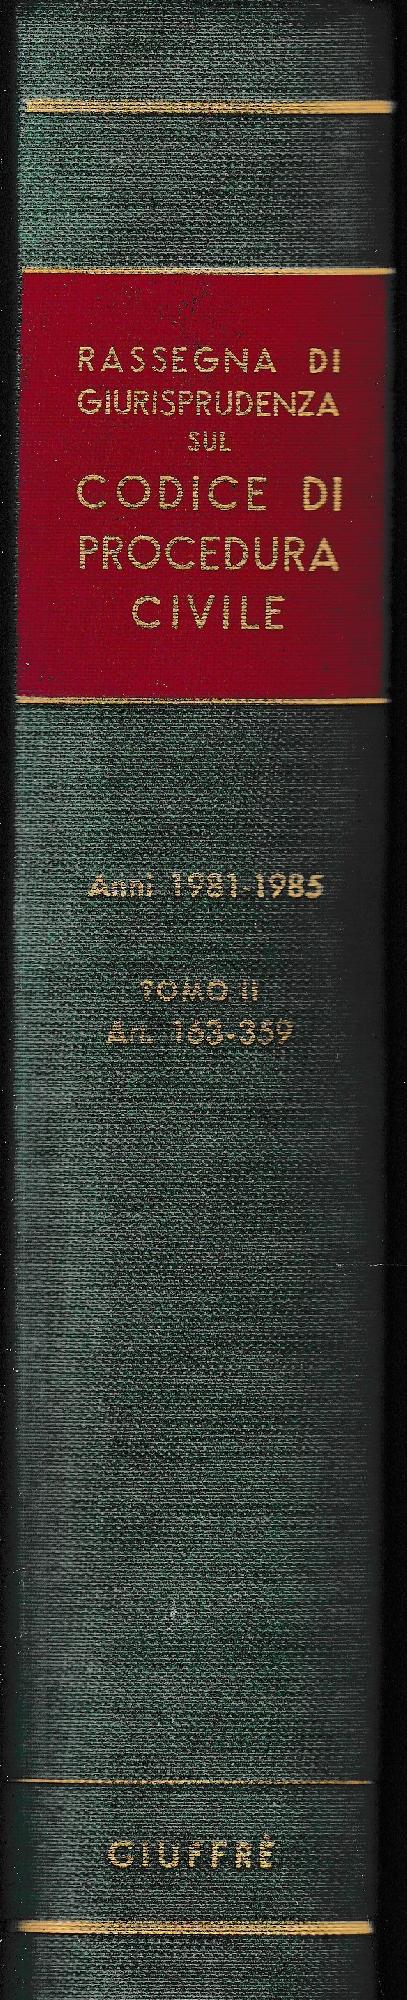 RASSEGNA DI
GIURISPRUDENZA
SUL
CODICE DI
PROCEDURA
CIVILE
Anni 1981-1985
TOMO II
Art. 163-359
GIUFFRÈ